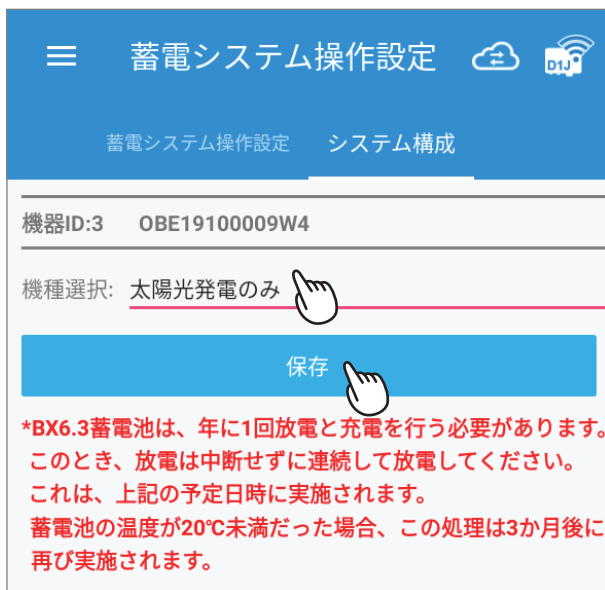 蓄電システム操作設定
D1J
蓄電システム操作設定 システム構成
機器ID:3 OBE19100009W4
機種選択: 太陽光発電のみ
保存
*BX6.3蓄電池は、年に1回放電と充電を行う必要があります。
このとき、放電は中断せずに連続して放電してください。
これは、上記の予定日時に実施されます。
蓄電池の温度が20℃未満だった場合、この処理は3か月後に
再び実施されます。